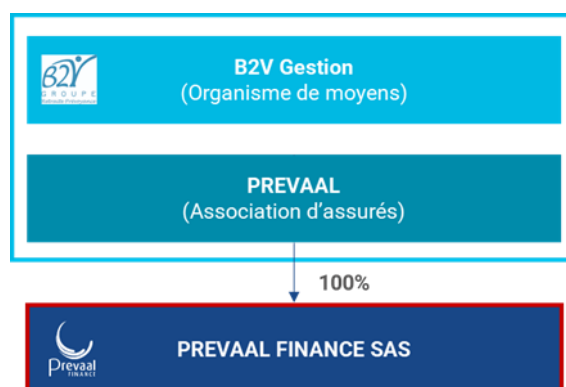 B2V
GROUPE
B2V Gestion
(Organisme de moyens)
PREVAAL
(Association d'assurés)
100%
Prevaal
FINANCE
PREVAAL FINANCE SAS